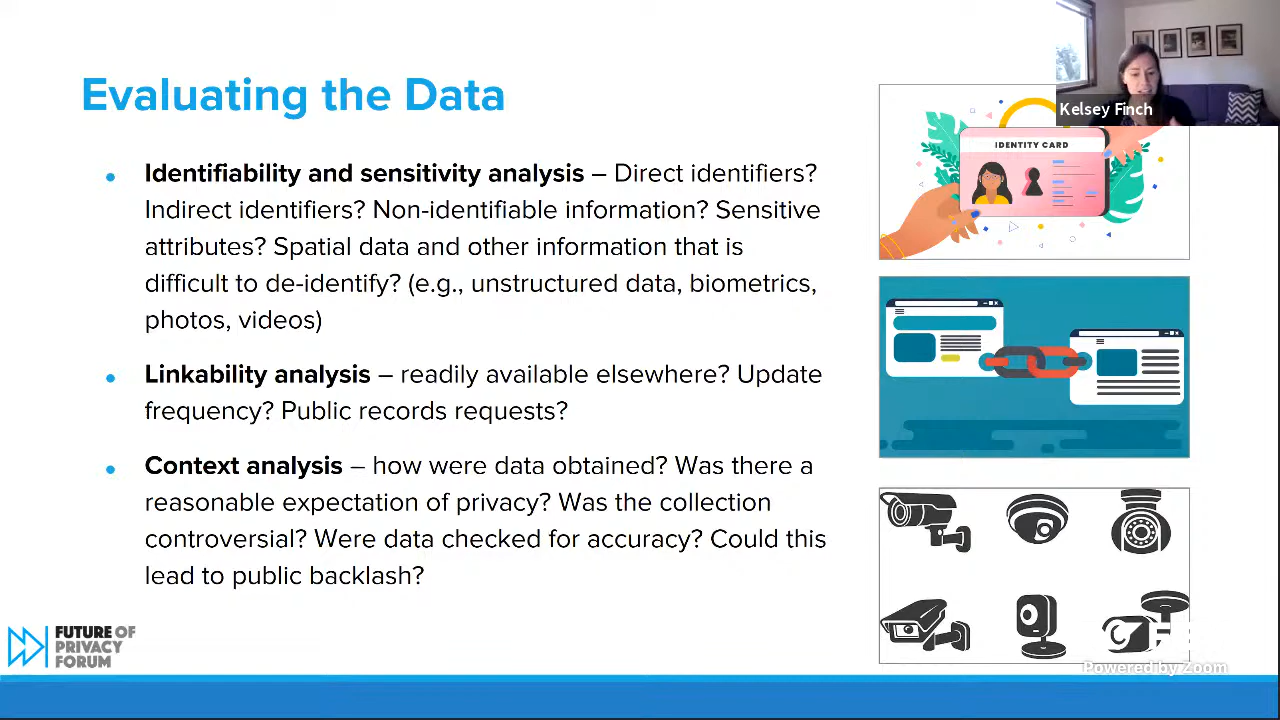 Evaluating the Data
Kelsey Finch
IDENTITY CARD
• Identifiability and sensitivity analysis – Direct identifiers?
Indirect identifiers? Non-identifiable information? Sensitive
attributes? Spatial data and other information that is
difficult to de-identify? (e.g., unstructured data, biometrics,
photos, videos)
• Linkability analysis – readily available elsewhere? Update
frequency? Public records requests?
• Context analysis – how were data obtained? Was there a
reasonable expectation of privacy? Was the collection
controversial? Were data checked for accuracy? Could this
lead to public backlash?
FUTURE OF
PRIVACY
FORUM
Powered by Zoom